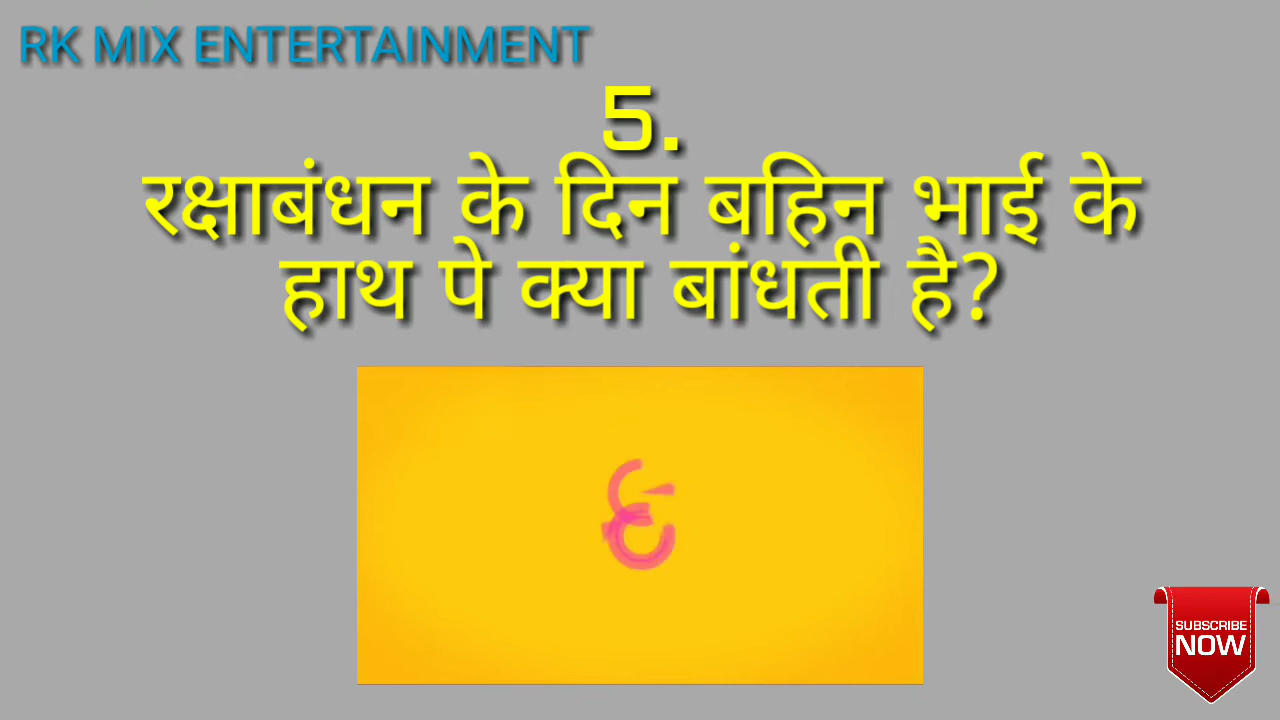 RK MIX ENTERTAINMENT
5.
रक्षाबंधन के दिन बहिन भाई के
हाथ पे क्या बांधती है?
SUBSCRIBE
NOW